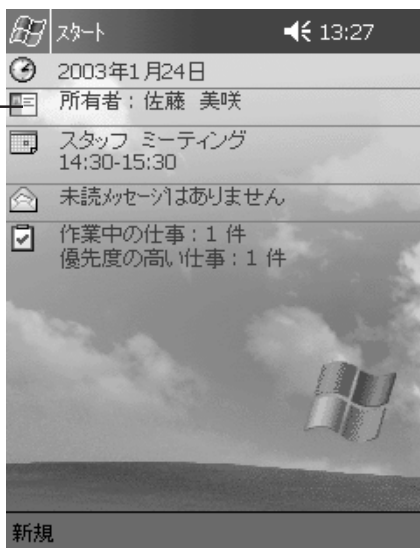 スタート 13:27
2003年1月24日
所有者：佐藤 美咲
スタッフ ミーティング
14:30-15:30
未読メッセージはありません
作業中の仕事：1 件
優先度の高い仕事：1 件
新規